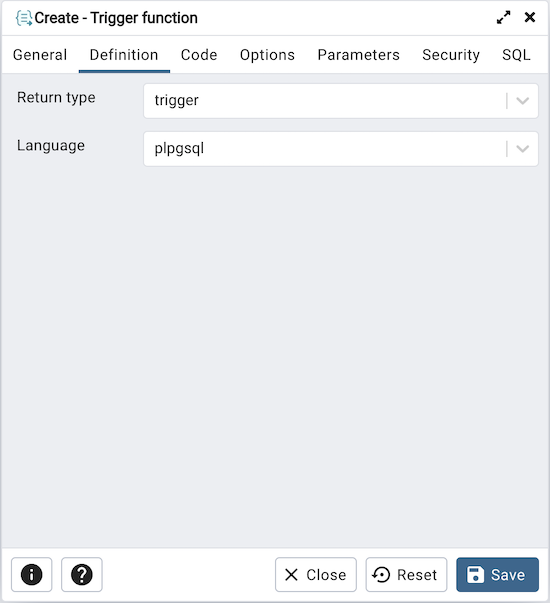 Create - Trigger function
General Definition Code Options Parameters Security SQL
Return type trigger
Language plpgsql
Close Reset Save